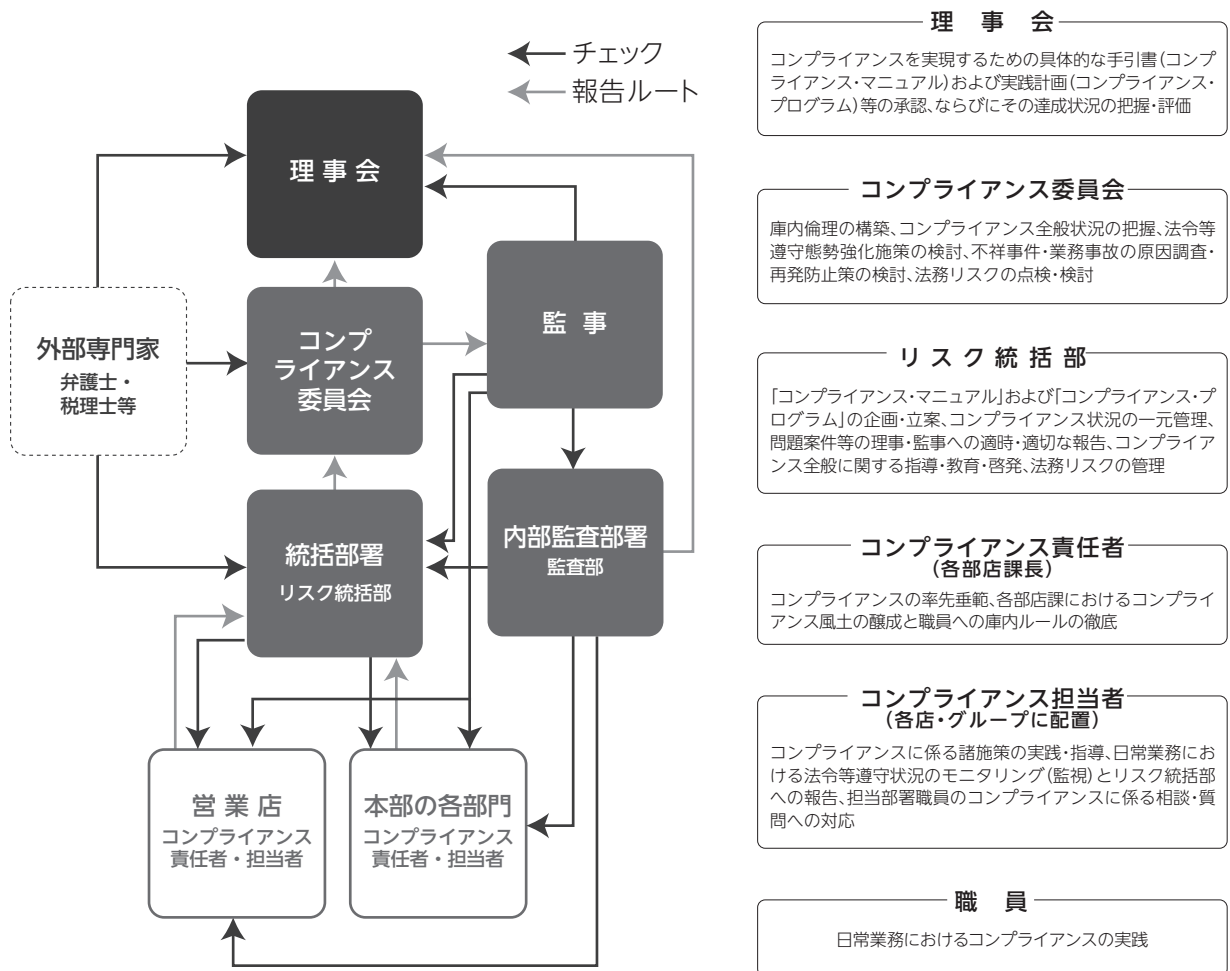 チェック
報告ルート
理事会
外部専門家
弁護士・
税理士等
コンプ
ライアンス
委員会
監事
統括部署
リスク統括部
内部監査部署
監査部
営業店
コンプライアンス
責任者・担当者
本部の各部門
コンプライアンス
責任者・担当者
理事会
コンプライアンスを実現するための具体的な手引書(コンプ
ライアンス・マニュアル)および実践計画(コンプライアンス・
プログラム)等の承認、ならびにその達成状況の把握・評価
コンプライアンス委員会
庫内倫理の構築、コンプライアンス全般状況の把握、法令等
遵守態勢強化施策の検討、不祥事件・業務事故の原因調査・
再発防止策の検討、法務リスクの点検・検討
リスク統括部
「コンプライアンス・マニュアル」および「コンプライアンス・プ
ログラム」の企画・立案、コンプライアンス状況の一元管理、
問題案件等の理事・監事への適時・適切な報告、コンプライア
ンス全般に関する指導・教育・啓発、法務リスクの管理
コンプライアンス責任者
(各部店課長)
コンプライアンスの率先垂範、各部店課におけるコンプライ
アンス風土の醸成と職員への庫内ルールの徹底
コンプライアンス担当者
(各店・グループに配置)
コンプライアンスに係る諸施策の実践・指導、日常業務にお
ける法令等遵守状況のモニタリング(監視)とリスク統括部
への報告、担当部署職員のコンプライアンスに係る相談・質
問への対応
職員
日常業務におけるコンプライアンスの実践